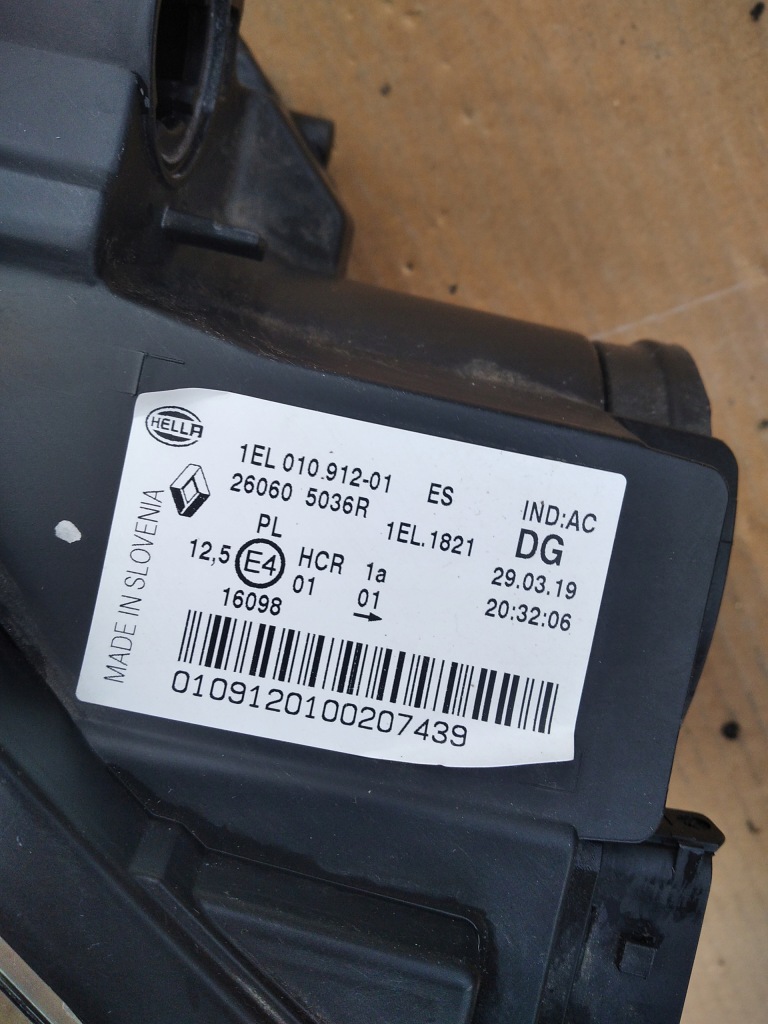 HELLA
1EL 010.912-01 ES IND:AC
26060 5036R 1EL.1821 DG
PL
12,5 E4 HCR 1a 29.03.19
16098 01 01 20:32:06
0109120100207439
MADE IN SLOVENIA